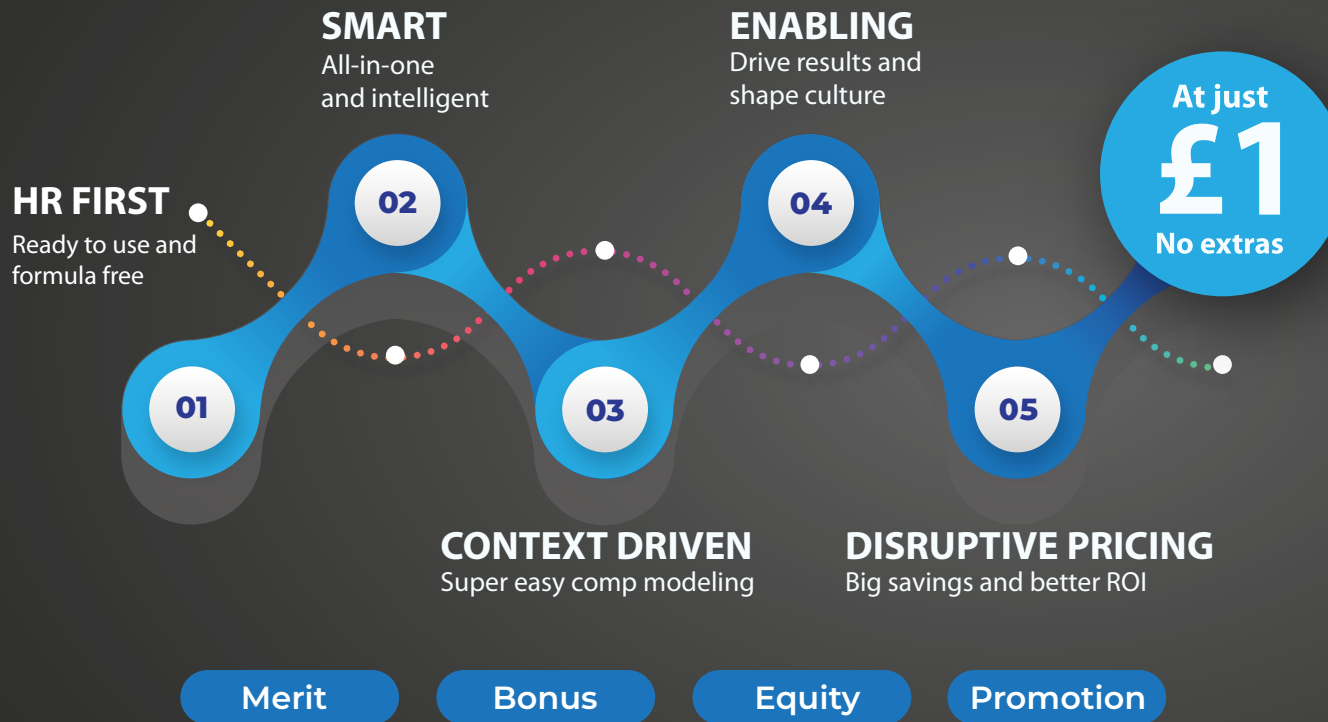 HR FIRST
Ready to use and
formula free
01
SMART
All-in-one
and intelligent
02
03
CONTEXT DRIVEN
Super easy comp modeling
ENABLING
Drive results and
shape culture
04
05
DISRUPTIVE PRICING
Big savings and better ROI
At just
£1
No extras
Merit
Bonus
Equity
Promotion